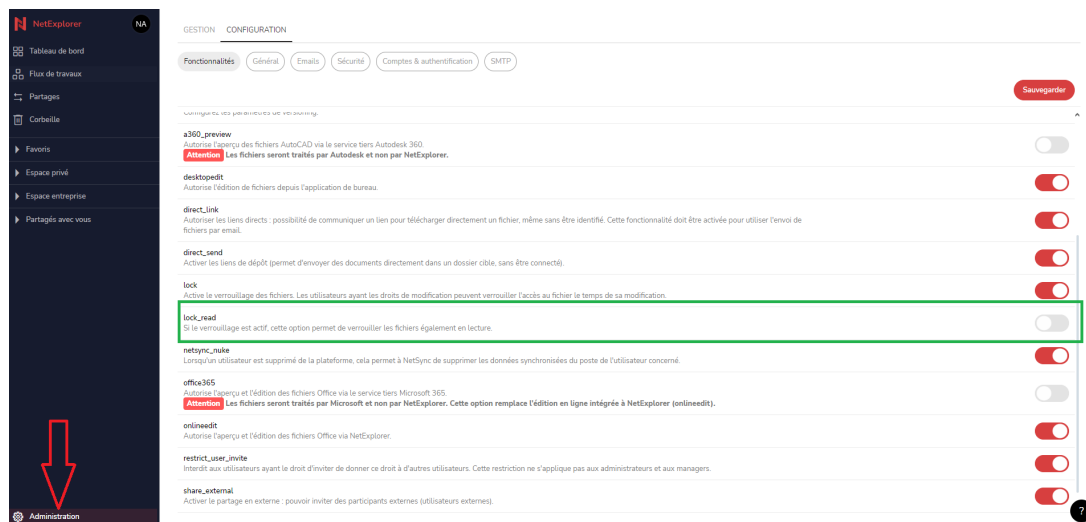 NetExplorer
NA
Tableau de bord
Flux de travaux
Partages
Corbeille
Favoris
Espace privé
Espace entreprise
Partagés avec vous
Administration
GESTION CONFIGURATION
Fonctionnalités Général Emails Sécurité Comptes & authentification SMTP
Sauvegarder
Configurez les paramètres de versioning.
a360_preview
Autorise l'aperçu des fichiers AutoCAD via le service tiers Autodesk 360.
Attention Les fichiers seront traités par Autodesk et non par NetExplorer.
desktopedit
Autorise l'édition de fichiers depuis l'application de bureau.
direct_link
Autoriser les liens directs : possibilité de communiquer un lien pour télécharger directement un fichier, même sans être identifié. Cette fonctionnalité doit être activée pour utiliser l'envoi de
fichiers par email.
direct_send
Activer les liens de dépôt (permet d'envoyer des documents directement dans un dossier cible, sans être connecté).
lock
Active le verrouillage des fichiers. Les utilisateurs ayant les droits de modification peuvent verrouiller l'accès au fichier le temps de sa modification.
lock_read
Si le verrouillage est actif, cette option permet de verrouiller les fichiers également en lecture.
netsync_nuke
Lorsqu'un utilisateur est supprimé de la plateforme, cela permet à NetSync de supprimer les données synchronisées du poste de l'utilisateur concerné.
office365
Autorise l'aperçu et l'édition des fichiers Office via le service tiers Microsoft 365.
Attention Les fichiers seront traités par Microsoft et non par NetExplorer. Cette option remplace l'édition en ligne intégrée à NetExplorer (onlineedit).
onlineedit
Autorise l'aperçu et l'édition des fichiers Office via NetExplorer
restrict_user_invite
Interdit aux utilisateurs ayant le droit d'inviter de donner ce droit à d'autres utilisateurs. Cette restriction ne s'applique pas aux administrateurs et aux managers.
share_external
Activer le partage en externe : pouvoir inviter des participants externes (utilisateurs externes).
?